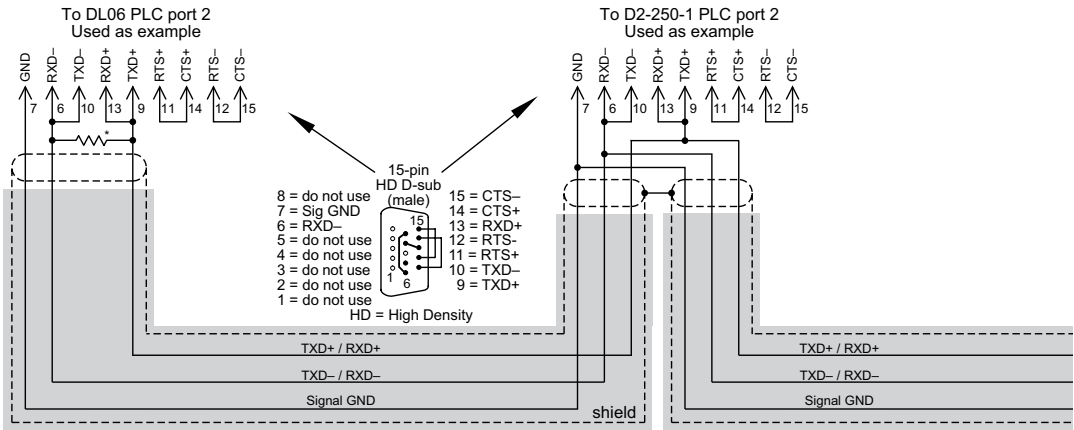 To DL06 PLC port 2
Used as example
GND
RXD–
TXD–
RXD+
TXD+
RTS+
CTS+
RTS–
CTS–
7 6 10 13 9 11 14 12 15
*
To D2-250-1 PLC port 2
Used as example
GND
RXD–
TXD–
RXD+
TXD+
RTS+
CTS+
RTS–
CTS–
7 6 10 13 9 11 14 12 15
15-pin
HD D-sub
(male)
8 = do not use
7 = Sig GND
6 = RXD–
5 = do not use
4 = do not use
3 = do not use
2 = do not use
1 = do not use
15
1
6
15 = CTS–
14 = CTS+
13 = RXD+
12 = RTS-
11 = RTS+
10 = TXD–
9 = TXD+
HD = High Density
TXD+ / RXD+
TXD– / RXD–
Signal GND
shield
TXD+ / RXD+
TXD– / RXD–
Signal GND